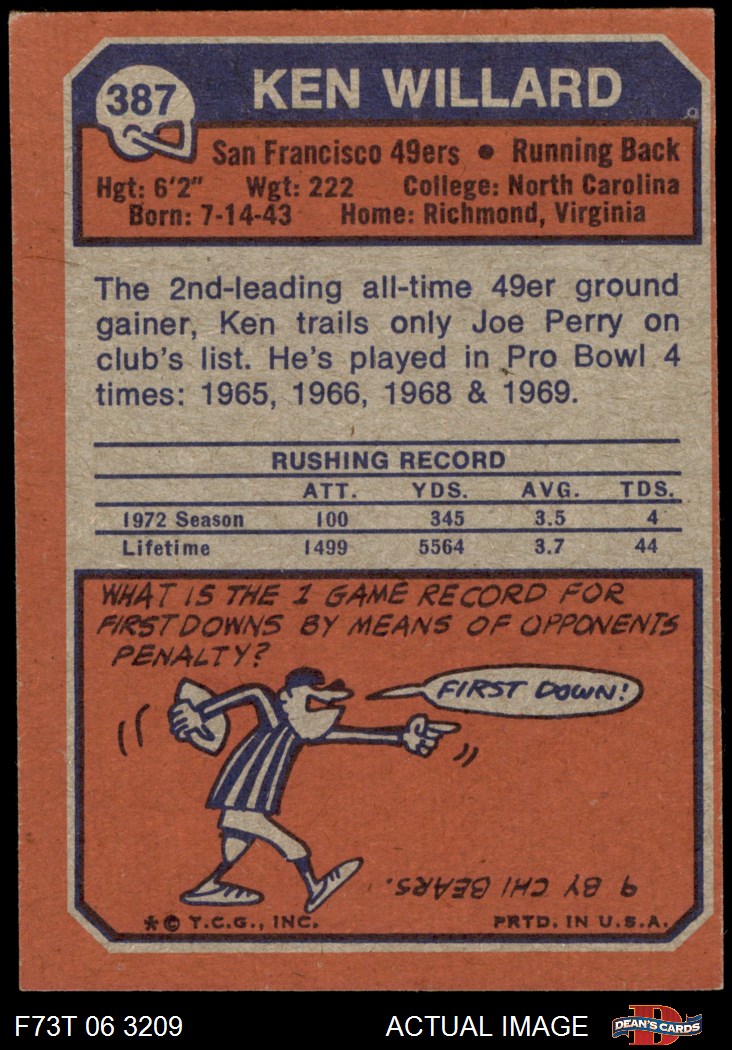 387
KEN WILLARD
San Francisco 49ers • Running Back
Hgt: 6'2" Wgt: 222 College: North Carolina
Born: 7-14-43 Home: Richmond, Virginia
The 2nd-leading all-time 49er ground
gainer, Ken trails only Joe Perry on
club's list. He's played in Pro Bowl 4
times: 1965, 1966, 1968 & 1969.
RUSHING RECORD
ATT. YDS. AVG. TDS.
1972 Season 100 345 3.5 4
Lifetime 1499 5564 3.7 44
WHAT IS THE 1 GAME RECORD FOR
FIRST DOWNS BY MEANS OF OPPONENTS
PENALTY?
FIRST DOWN!
9 BY CHI BEARS.
*© T.C.G., INC. PRTD. IN U.S.A.
F73T 06 3209 ACTUAL IMAGE DEAN'S CARDS